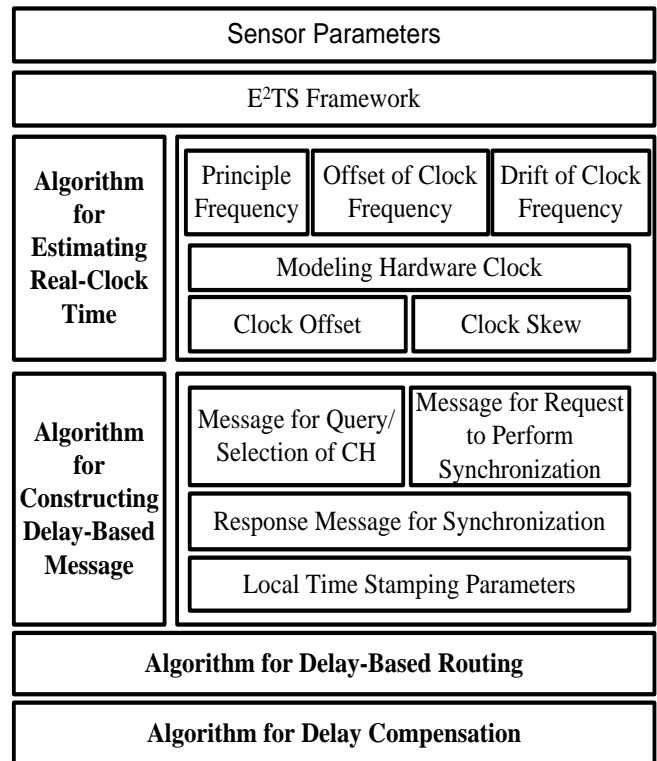 Sensor Parameters
E²TS Framework
Algorithm
for
Estimating
Real-Clock
Time
Principle
Frequency
Offset of Clock
Frequency
Drift of Clock
Frequency
Modeling Hardware Clock
Clock Offset
Clock Skew
Algorithm
for
Constructing
Delay-Based
Message
Message for Query/
Selection of CH
Message for Request
to Perform
Synchronization
Response Message for Synchronization
Local Time Stamping Parameters
Algorithm for Delay-Based Routing
Algorithm for Delay Compensation